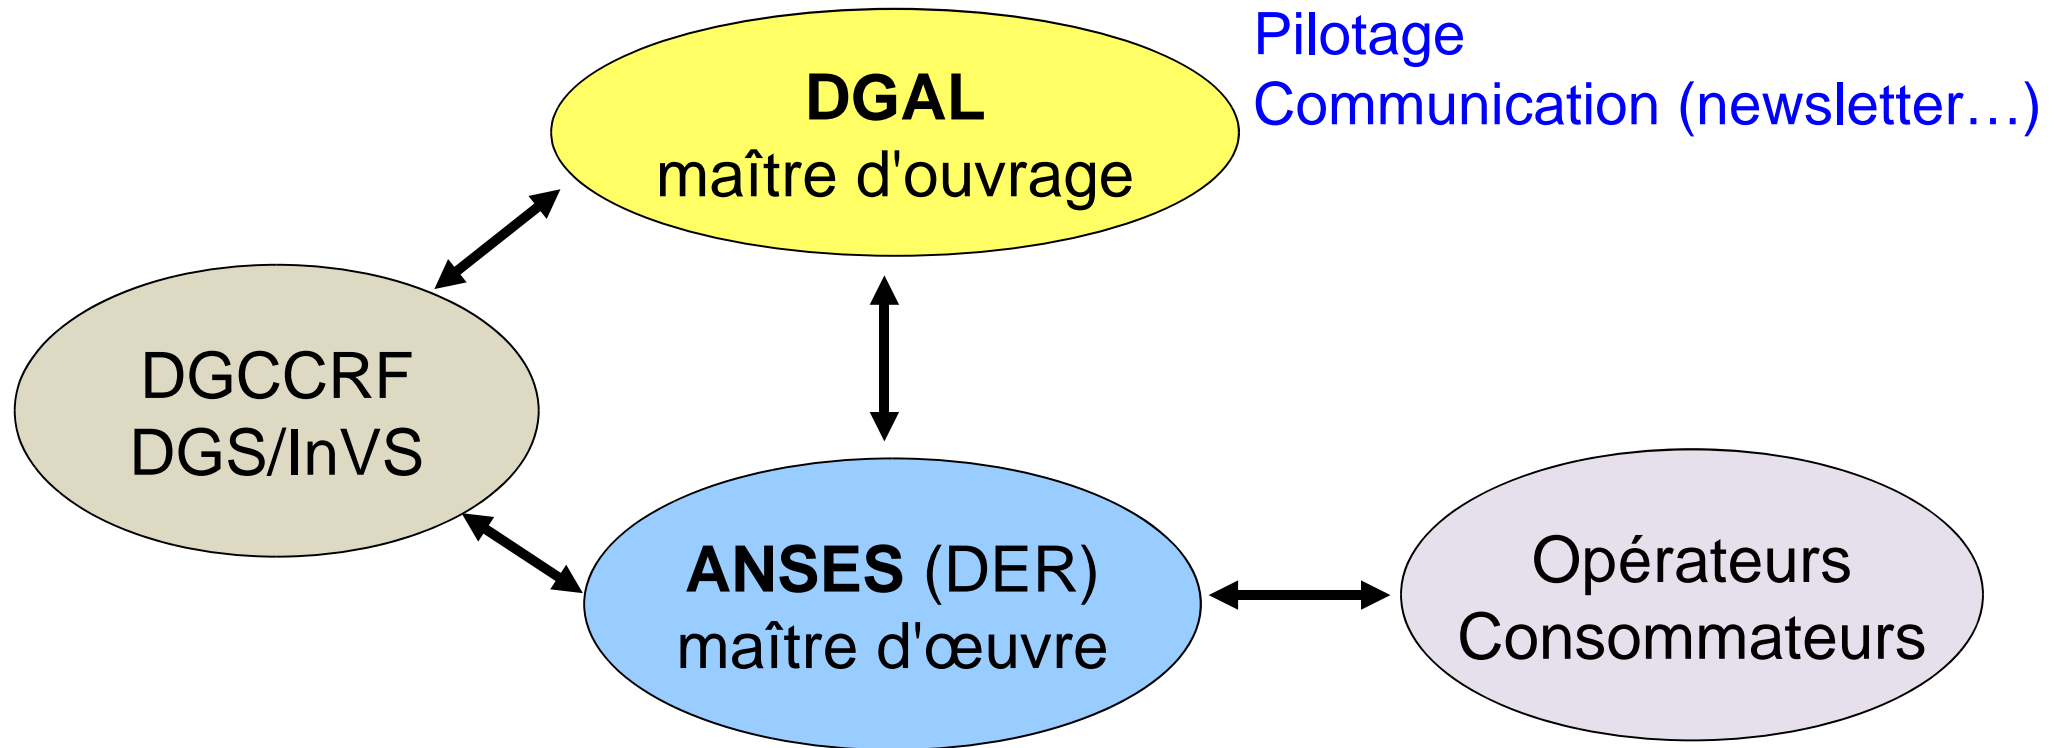 DGAL
maître d'ouvrage
Pilotage
Communication (newsletter…)
DGCCRF
DGS/InVS
ANSES (DER)
maître d'œuvre
Opérateurs
Consommateurs